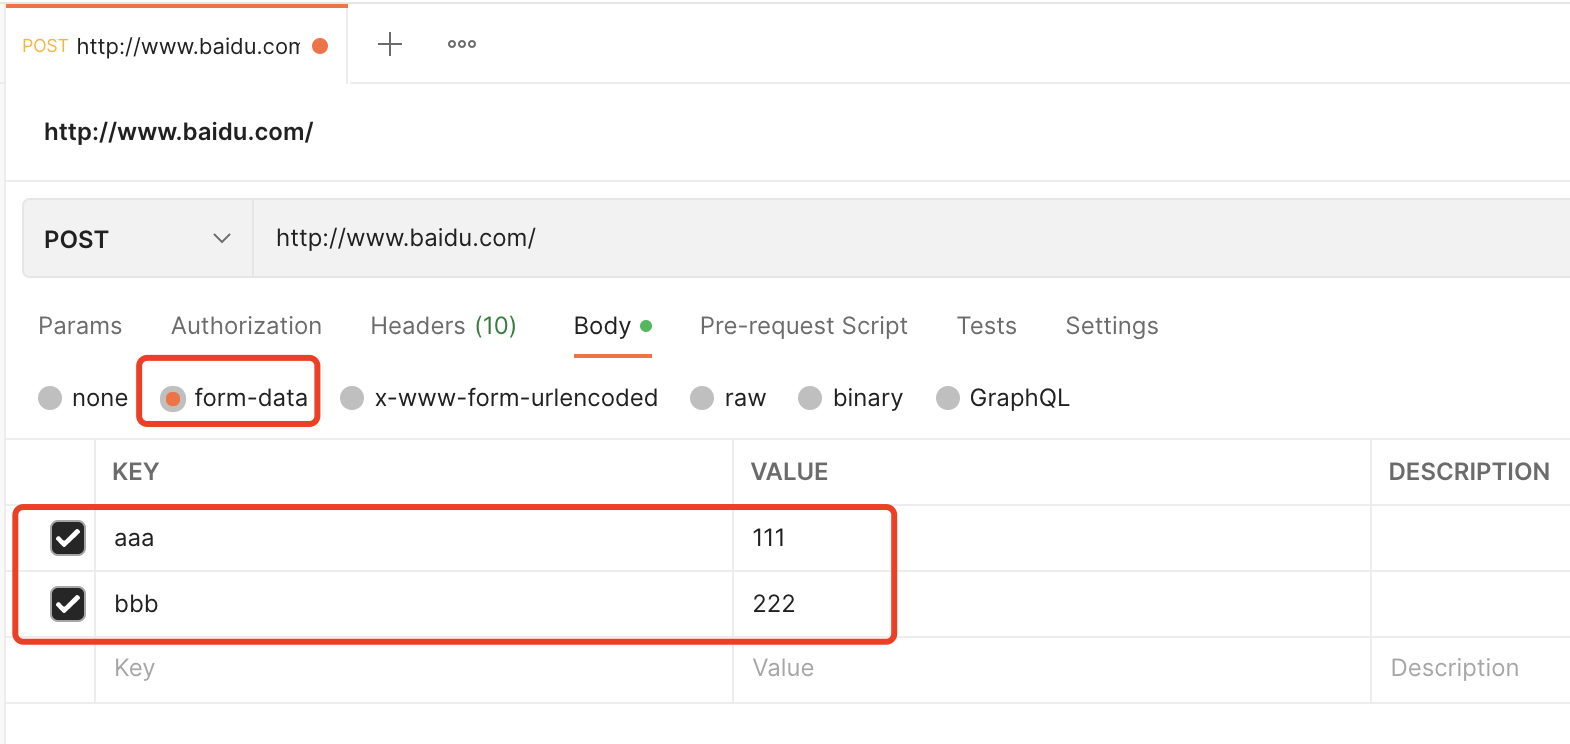 POST http://www.baidu.com
http://www.baidu.com/
POST http://www.baidu.com/
Params Authorization Headers (10) Body Pre-request Script Tests Settings
none form-data x-www-form-urlencoded raw binary GraphQL
KEY VALUE DESCRIPTION
aaa 111
bbb 222
Key Value Description